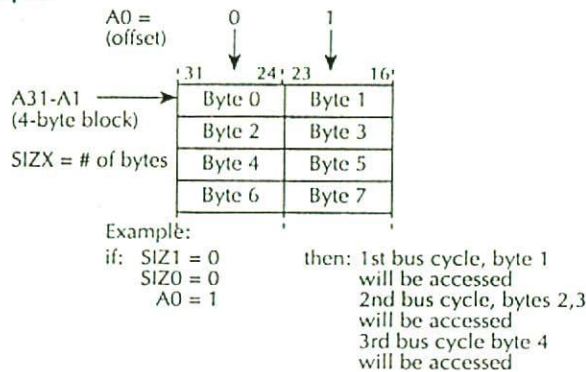 A0 = 0 1
(offset)
31 24 23 16
A31-A1 Byte 0 Byte 1
(4-byte block) Byte 2 Byte 3
SIZX = # of bytes Byte 4 Byte 5
Byte 6 Byte 7
Example:
if: SIZ1 = 0 then: 1st bus cycle, byte 1
SIZ0 = 0 will be accessed
A0 = 1 2nd bus cycle, bytes 2,3
will be accessed
3rd bus cycle byte 4
will be accessed